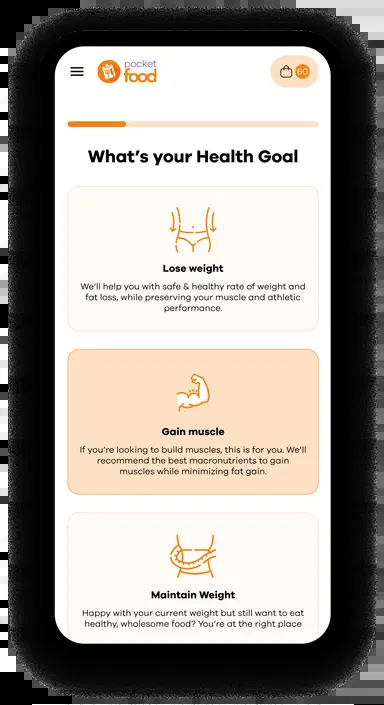 pocket
food
60
What's your Health Goal
Lose weight
We'll help you with safe & healthy rate of weight and
fat loss, while preserving your muscle and athletic
performance.
Gain muscle
If you're looking to build muscles, this is for you. We'll
recommend the best macronutrients to gain
muscles while minimizing fat gain.
Maintain Weight
Happy with your current weight but still want to eat
healthy, wholesome food? You're at the right place